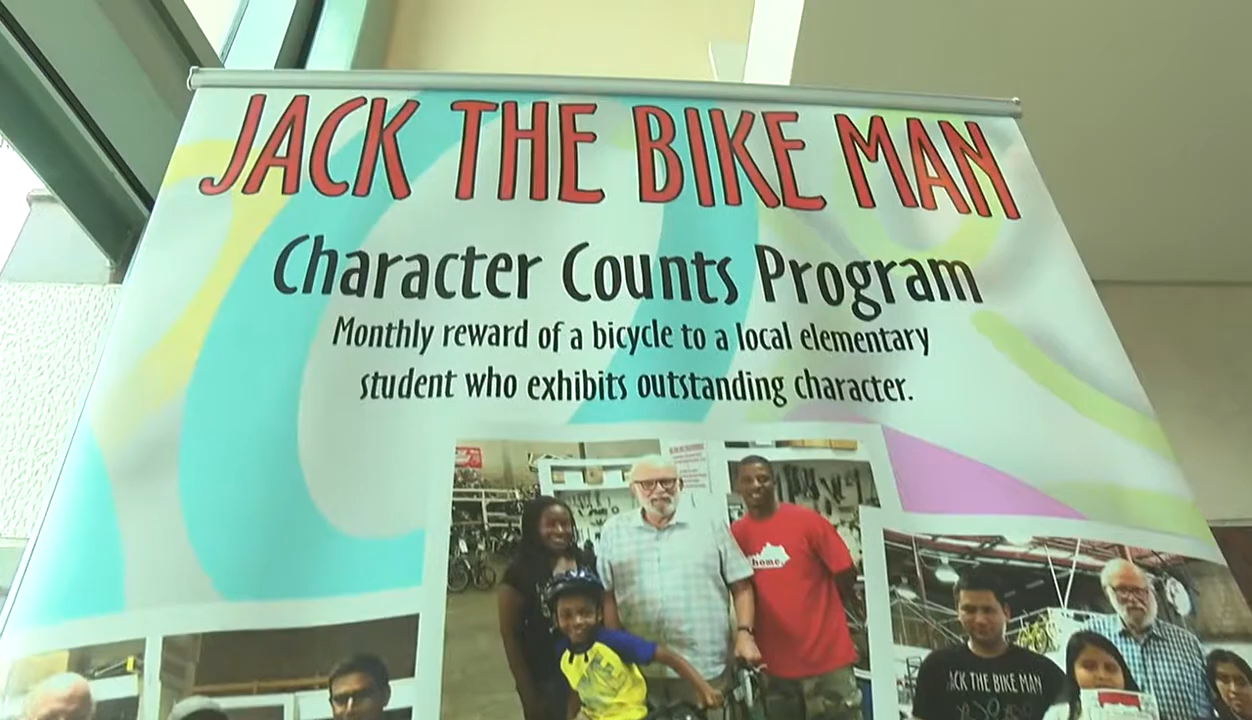 JACK THE BIKE MAN
Character Counts Program
Monthly reward of a bicycle to a local elementary
student who exhibits outstanding character.
home.
JACK THE BIKE MAN